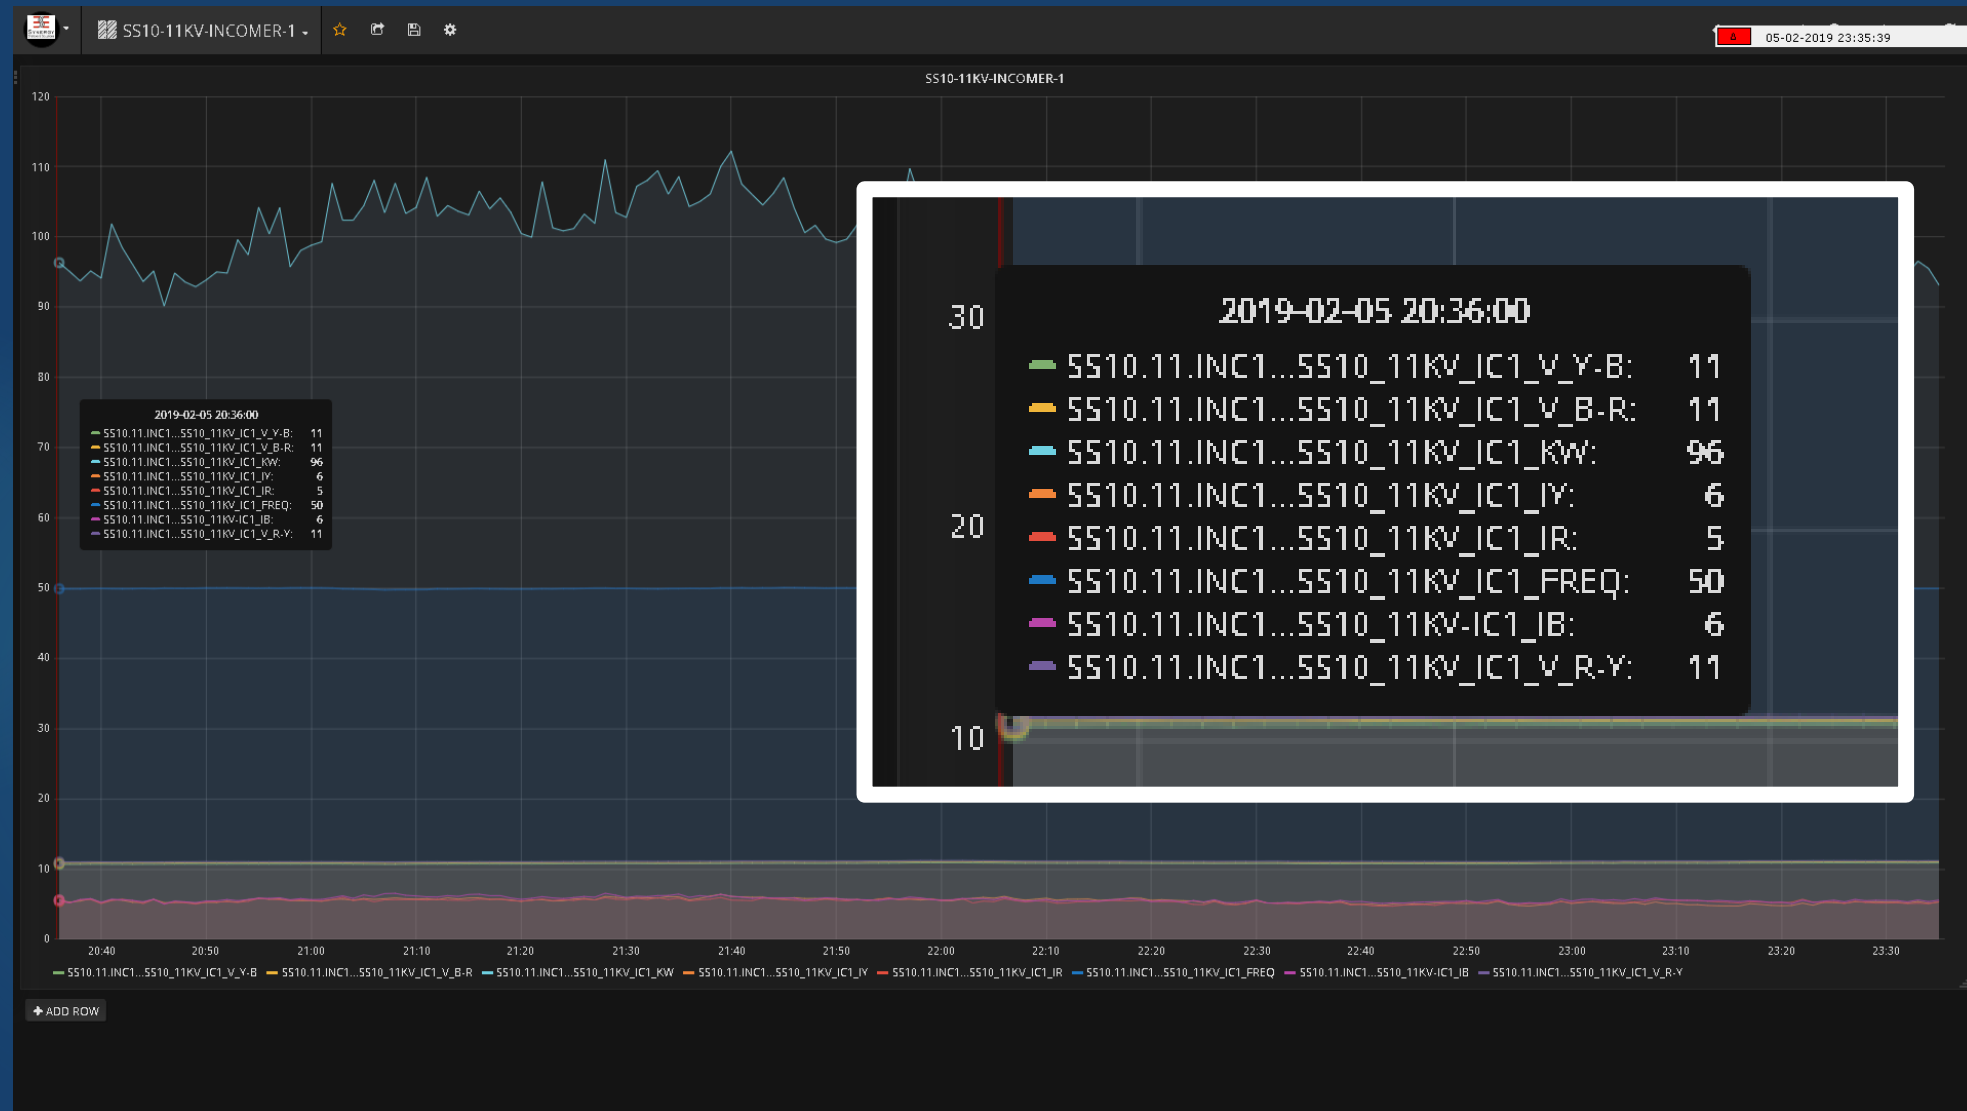 SYNERGY
SS10-11KV-INCOMER-1
8
05-02-2019 23:35:39
SS10-11KV-INCOMER-1
120
110
100
90
80
70
60
50
40
30
20
10
0
2019-02-05 20:36:00
SS10.11.INC1...SS10_11KV_IC1_V_Y-B: 11
SS10.11.INC1...SS10_11KV_IC1_V_B-R: 11
SS10.11.INC1...SS10_11KV_IC1_KW: 96
SS10.11.INC1...SS10_11KV_IC1_IY: 6
SS10.11.INC1...SS10_11KV_IC1_IR: 5
SS10.11.INC1...SS10_11KV_IC1_FREQ: 50
SS10.11.INC1...SS10_11KV-IC1_IB: 6
SS10.11.INC1...SS10_11KV_IC1_V_R-Y: 11
30
20
10
2019-02-05 20:36:00
SS10.11.INC1...SS10_11KV_IC1_V_Y-B: 11
SS10.11.INC1...SS10_11KV_IC1_V_B-R: 11
SS10.11.INC1...SS10_11KV_IC1_KW: 96
SS10.11.INC1...SS10_11KV_IC1_IY: 6
SS10.11.INC1...SS10_11KV_IC1_IR: 5
SS10.11.INC1...SS10_11KV_IC1_FREQ: 50
SS10.11.INC1...SS10_11KV-IC1_IB: 6
SS10.11.INC1...SS10_11KV_IC1_V_R-Y: 11
20:40 20:50 21:00 21:10 21:20 21:30 21:40 21:50 22:00 22:10 22:20 22:30 22:40 22:50 23:00 23:10 23:20 23:30
SS10.11.INC1...SS10_11KV_IC1_V_Y-B SS10.11.INC1...SS10_11KV_IC1_V_B-R SS10.11.INC1...SS10_11KV_IC1_KW SS10.11.INC1...SS10_11KV_IC1_IY SS10.11.INC1...SS10_11KV_IC1_IR SS10.11.INC1...SS10_11KV_IC1_FREQ SS10.11.INC1...SS10_11KV-IC1_IB SS10.11.INC1...SS10_11KV_IC1_V_R-Y
+ ADD ROW